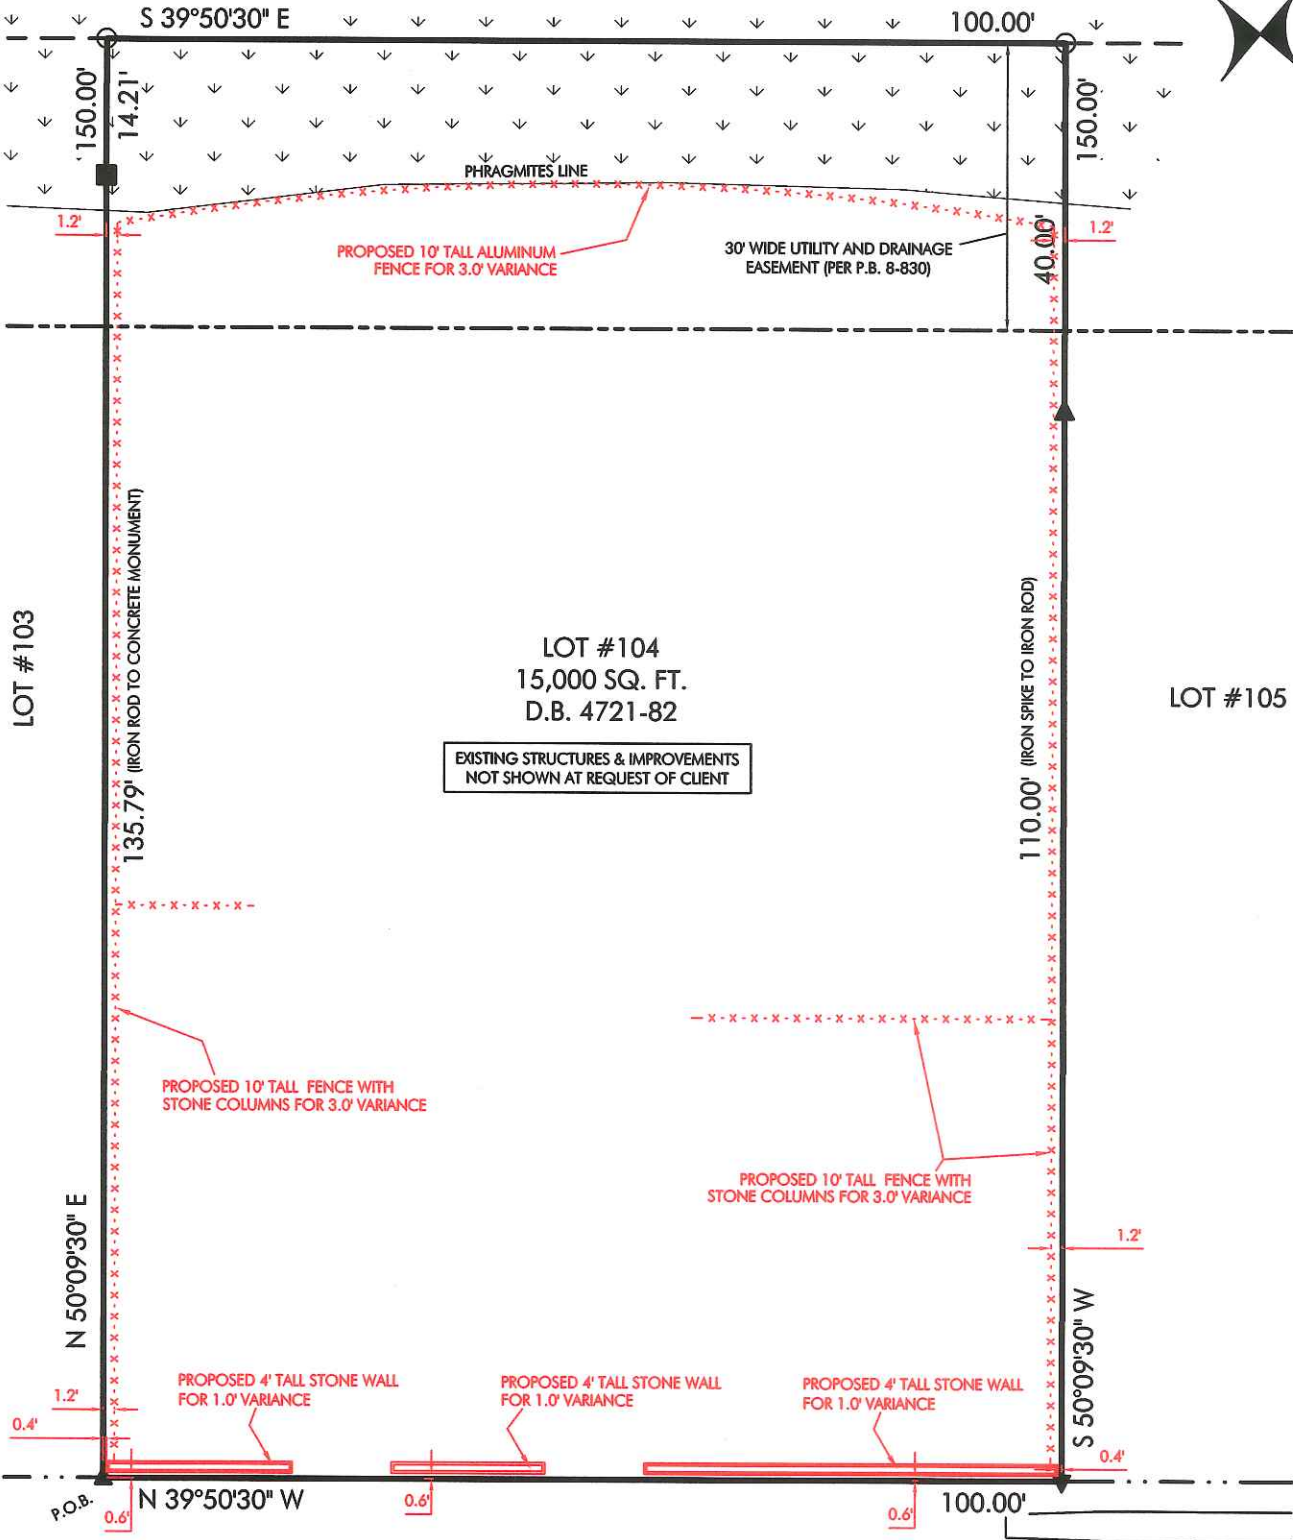 S 39°50'30" E
100.00'
150.00'
14.21'
150.00'
PHRAGMITES LINE
1.2'
PROPOSED 10' TALL ALUMINUM
FENCE FOR 3.0' VARIANCE
30' WIDE UTILITY AND DRAINAGE
EASEMENT (PER P.B. 8-830)
40.00'
1.2'
LOT #103
135.79' (IRON ROD TO CONCRETE MONUMENT)
LOT #104
15,000 SQ. FT.
D.B. 4721-82
EXISTING STRUCTURES & IMPROVEMENTS
NOT SHOWN AT REQUEST OF CLIENT
110.00' (IRON SPIKE TO IRON ROD)
LOT #105
PROPOSED 10' TALL FENCE WITH
STONE COLUMNS FOR 3.0' VARIANCE
PROPOSED 10' TALL FENCE WITH
STONE COLUMNS FOR 3.0' VARIANCE
N 50°09'30" E
1.2'
S 50°09'30" W
PROPOSED 4' TALL STONE WALL
FOR 1.0' VARIANCE
PROPOSED 4' TALL STONE WALL
FOR 1.0' VARIANCE
PROPOSED 4' TALL STONE WALL
FOR 1.0' VARIANCE
1.2'
0.4'
0.4'
P.O.B.
N 39°50'30" W
0.6'
0.6'
0.6'
100.00'